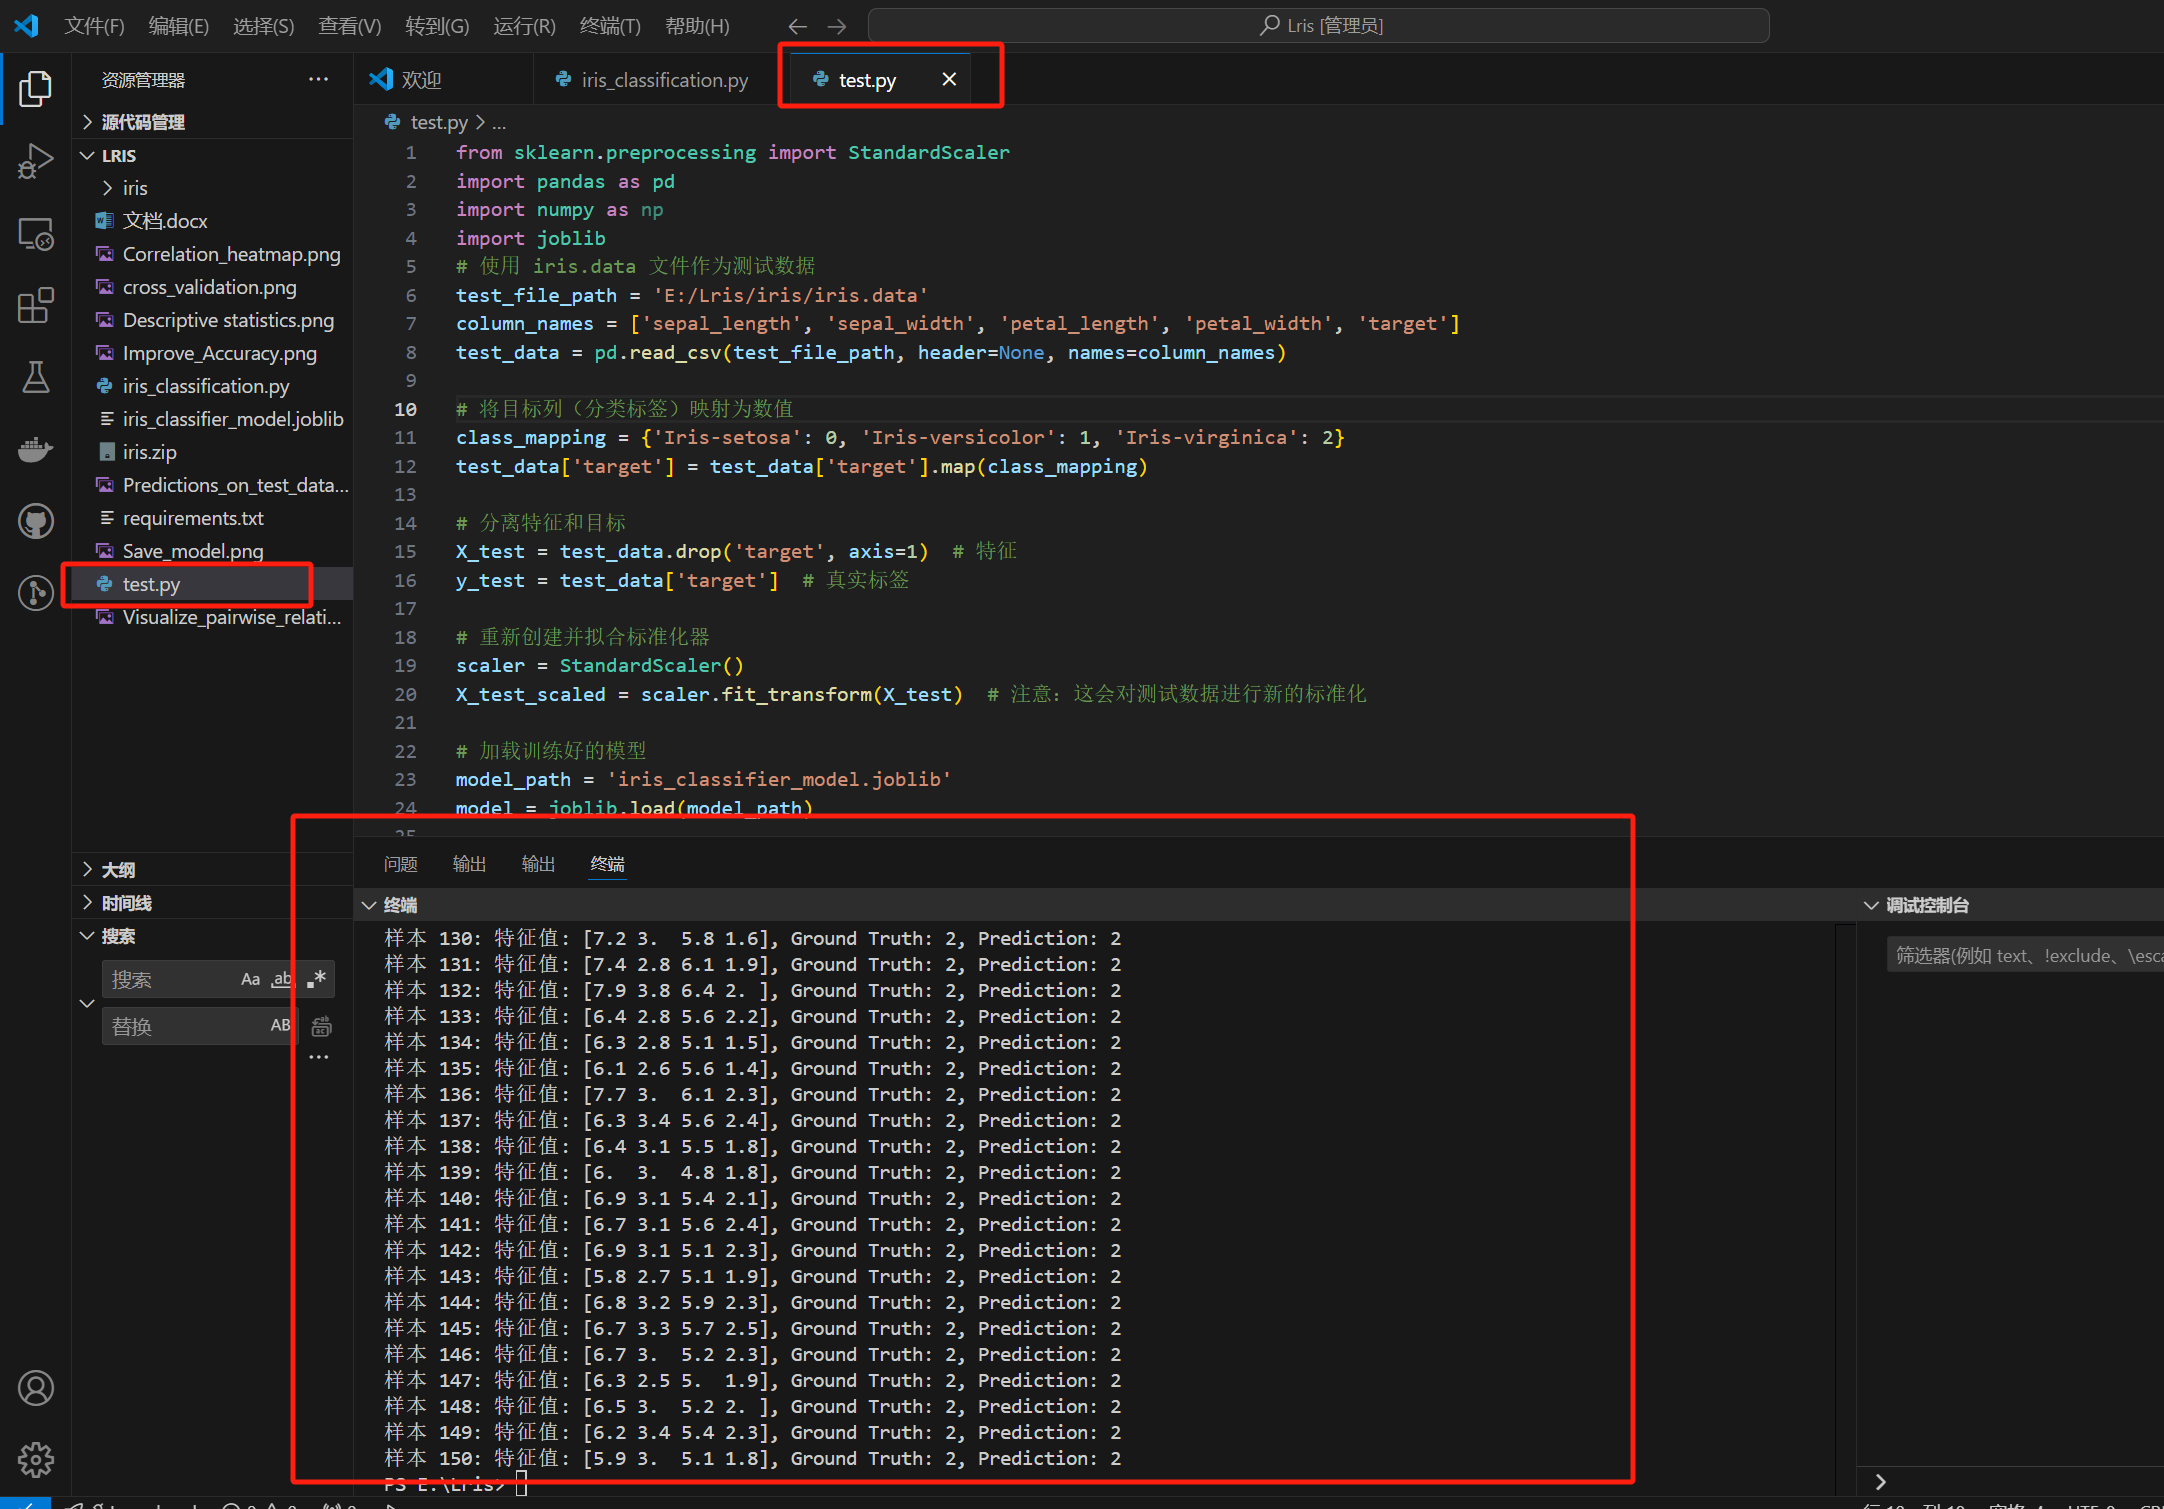 文件(F) 编辑(E) 选择(S) 查看(V) 转到(G) 运行(R) 终端(T) 帮助(H)
Lris [管理员]
资源管理器
源代码管理
LRIS
iris
文档.docx
Correlation_heatmap.png
cross_validation.png
Descriptive statistics.png
Improve_Accuracy.png
iris_classification.py
iris_classifier_model.joblib
iris.zip
Predictions_on_test_data...
requirements.txt
Save_model.png
test.py
Visualize_pairwise_relati...
大纲
时间线
搜索
搜索 Aa ab .*
替换 AB
欢迎 iris_classification.py test.py
test.py > ...
1 from sklearn.preprocessing import StandardScaler
2 import pandas as pd
3 import numpy as np
4 import joblib
5 # 使用 iris.data 文件作为测试数据
6 test_file_path = 'E:/Lris/iris/iris.data'
7 column_names = ['sepal_length', 'sepal_width', 'petal_length', 'petal_width', 'target']
8 test_data = pd.read_csv(test_file_path, header=None, names=column_names)
9
10 # 将目标列（分类标签）映射为数值
11 class_mapping = {'Iris-setosa': 0, 'Iris-versicolor': 1, 'Iris-virginica': 2}
12 test_data['target'] = test_data['target'].map(class_mapping)
13
14 # 分离特征和目标
15 X_test = test_data.drop('target', axis=1)  # 特征
16 y_test = test_data['target']  # 真实标签
17
18 # 重新创建并拟合标准化器
19 scaler = StandardScaler()
20 X_test_scaled = scaler.fit_transform(X_test)  # 注意：这会对测试数据进行新的标准化
21
22 # 加载训练好的模型
23 model_path = 'iris_classifier_model.joblib'
24 model = joblib.load(model_path)
25
问题 输出 输出 终端
终端
样本 130: 特征值: [7.2 3.  5.8 1.6], Ground Truth: 2, Prediction: 2
样本 131: 特征值: [7.4 2.8 6.1 1.9], Ground Truth: 2, Prediction: 2
样本 132: 特征值: [7.9 3.8 6.4 2. ], Ground Truth: 2, Prediction: 2
样本 133: 特征值: [6.4 2.8 5.6 2.2], Ground Truth: 2, Prediction: 2
样本 134: 特征值: [6.3 2.8 5.1 1.5], Ground Truth: 2, Prediction: 2
样本 135: 特征值: [6.1 2.6 5.6 1.4], Ground Truth: 2, Prediction: 2
样本 136: 特征值: [7.7 3.  6.1 2.3], Ground Truth: 2, Prediction: 2
样本 137: 特征值: [6.3 3.4 5.6 2.4], Ground Truth: 2, Prediction: 2
样本 138: 特征值: [6.4 3.1 5.5 1.8], Ground Truth: 2, Prediction: 2
样本 139: 特征值: [6.  3.  4.8 1.8], Ground Truth: 2, Prediction: 2
样本 140: 特征值: [6.9 3.1 5.4 2.1], Ground Truth: 2, Prediction: 2
样本 141: 特征值: [6.7 3.1 5.6 2.4], Ground Truth: 2, Prediction: 2
样本 142: 特征值: [6.9 3.1 5.1 2.3], Ground Truth: 2, Prediction: 2
样本 143: 特征值: [5.8 2.7 5.1 1.9], Ground Truth: 2, Prediction: 2
样本 144: 特征值: [6.8 3.2 5.9 2.3], Ground Truth: 2, Prediction: 2
样本 145: 特征值: [6.7 3.3 5.7 2.5], Ground Truth: 2, Prediction: 2
样本 146: 特征值: [6.7 3.  5.2 2.3], Ground Truth: 2, Prediction: 2
样本 147: 特征值: [6.3 2.5 5.  1.9], Ground Truth: 2, Prediction: 2
样本 148: 特征值: [6.5 3.  5.2 2. ], Ground Truth: 2, Prediction: 2
样本 149: 特征值: [6.2 3.4 5.4 2.3], Ground Truth: 2, Prediction: 2
样本 150: 特征值: [5.9 3.  5.1 1.8], Ground Truth: 2, Prediction: 2
PS E:\Lris>
调试控制台
筛选器(例如 text、!exclude、\esca